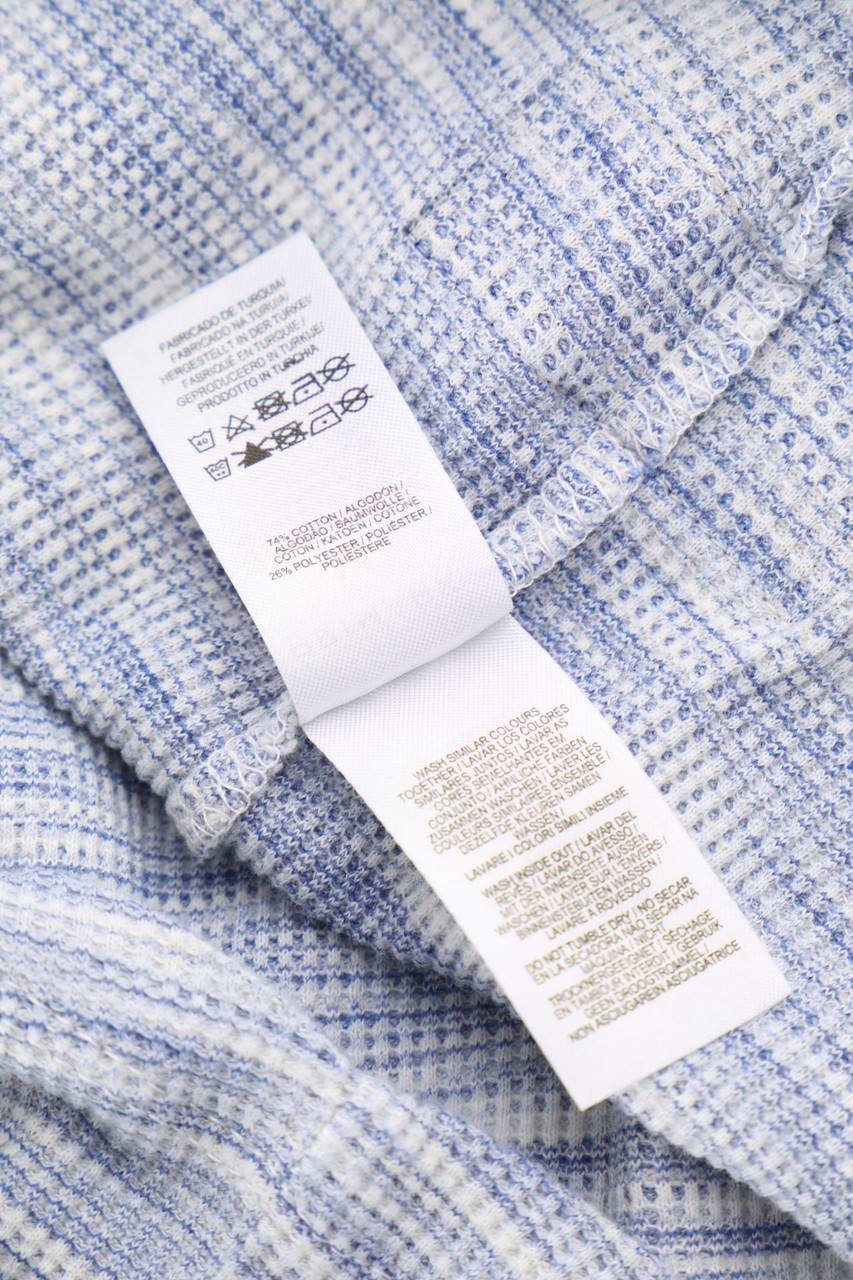 FABRICADO DE TURQUIA/
FABRICADO NA TURUIA/
HERGESTELLT IN DER TÜRKE/
FABRIQUÉ EN TURQUIE /
GEPRODUCEERD IN TURKIJE/
PRODOTTO IN TURCHIA
40
74% COTTON / ALGODÓN /
ALGODÃO / BAUMWOLLE /
COTON / KATOEN / COTONE
26% POLYESTER / POLIÉSTER /
POLIESTERE
WASH SIMILAR COLOURS
TOGETHER / LAVAR LOS COLORES
SIMILARES JUNTOS / LAVAR AS
CORES SEMELPANTES EM
CONJUNTO / ÄHNLICHE FARBEN
ZUSAMMEN WASCHEN / LAVER LES
COULEURS SIMILAIRES ENSEMBLE /
DEZELFDE KLEUREN SAMEN
WASSEN /
LAVARE I COLORI SIMILI INSIEME
WASH INSIDE OUT / LAVAR DEL
REVÉS / LAVAR DO AVESSO /
MIT DER INNENSEITE AUSSEN
WASCHEN / LAYER SUR L'ENVERS /
BINNENSTEBUITEN WASSEN /
LAVARE A ROVESCIO
DO NOT TUMBLE DRY / NO SECAR
EN LA SECADORA NÃO SECAR NA
MÁQUINA / NICHT
TROCKNERGEEIGNET / SÉCHAGE
EN TAMBOUR INTERDIT / GEBRUIK
GEEN DROOGTROMMEL /
NON ASCIUGARE IN ASCIUGATRICE